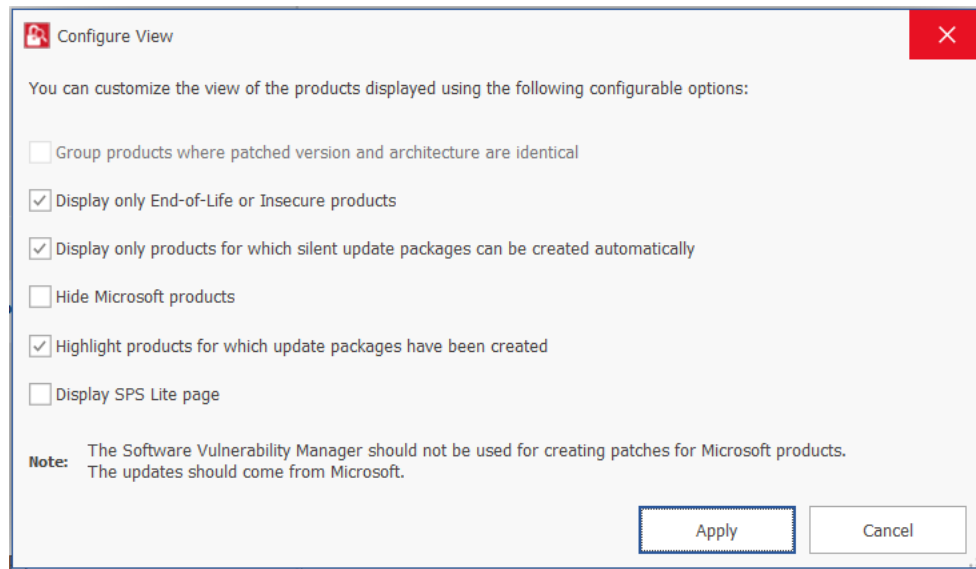 Configure View
You can customize the view of the products displayed using the following configurable options:
Group products where patched version and architecture are identical
Display only End-of-Life or Insecure products
Display only products for which silent update packages can be created automatically
Hide Microsoft products
Highlight products for which update packages have been created
Display SPS Lite page
Note: The Software Vulnerability Manager should not be used for creating patches for Microsoft products.
The updates should come from Microsoft.
Apply Cancel